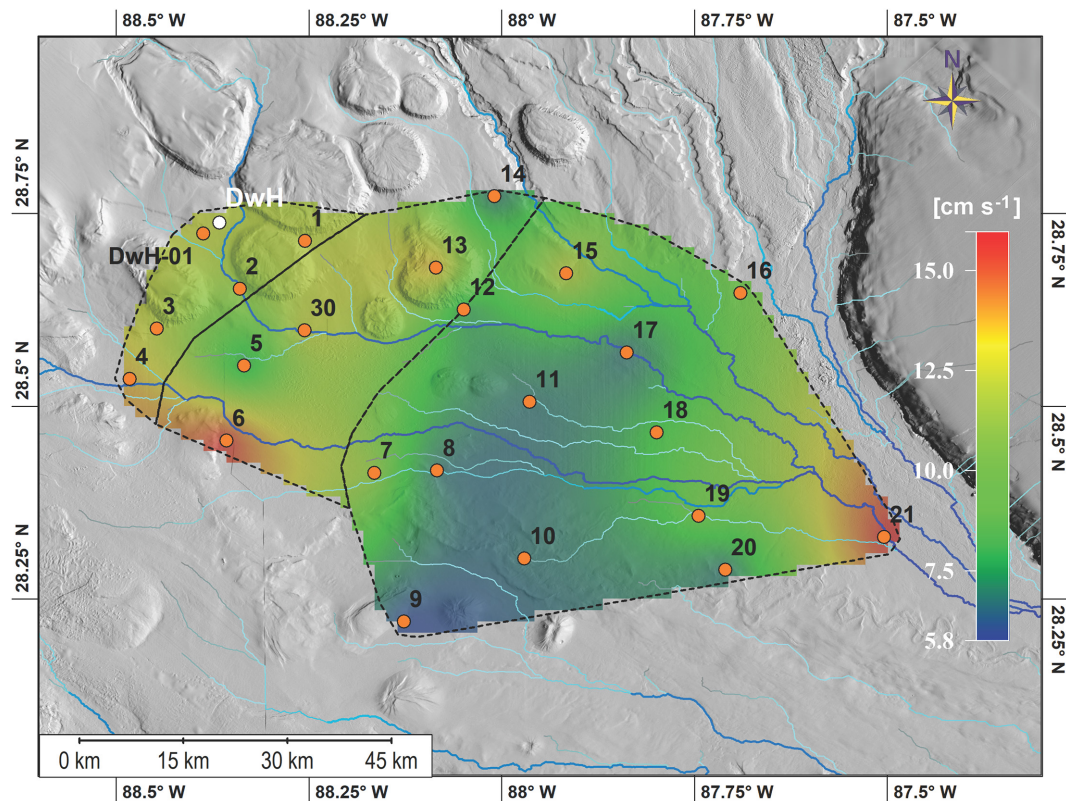 88.5° W 88.25° W 88° W 87.75° W 87.5° W
N
28.75° N
28.75° N
14
DwH
[cm s⁻¹]
1
13
15
DwH-01
15.0
2
16
12
3
30
17
5
4
12.5
11
28.5° N
28.5° N
6
18
7
8
10.0
19
21
10
20
7.5
28.25° N
28.25° N
9
5.8
0 km 15 km 30 km 45 km
88.5° W 88.25° W 88° W 87.75° W 87.5° W